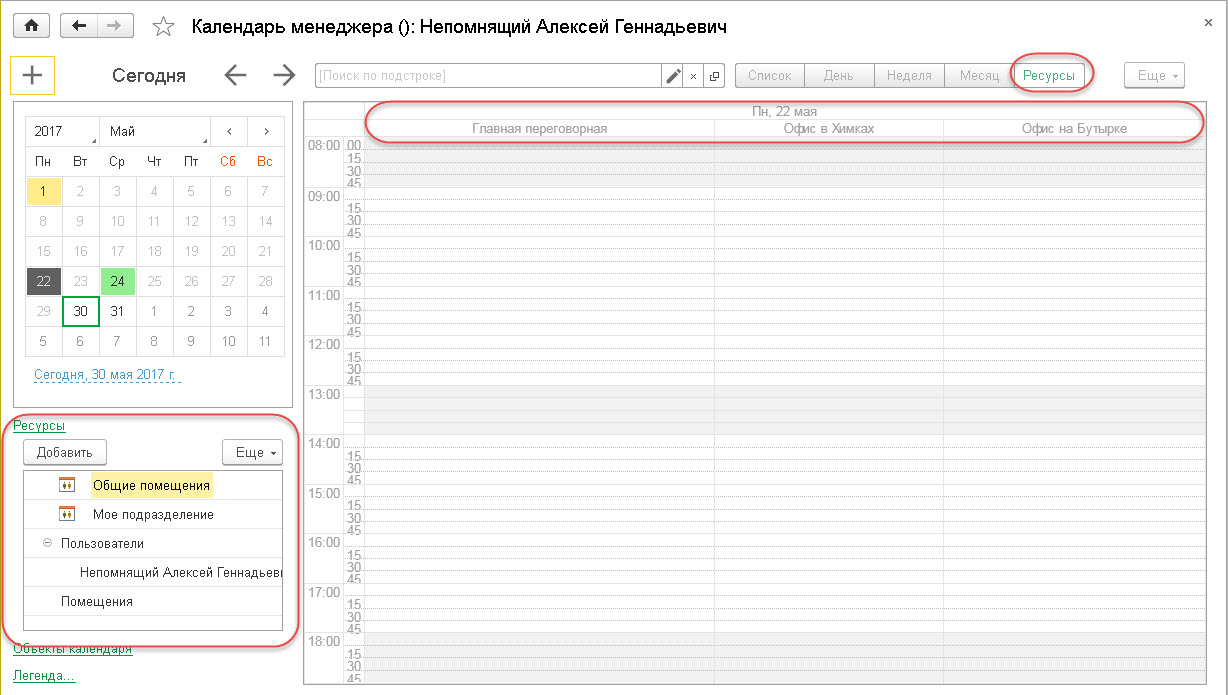 Календарь менеджера (): Непомнящий Алексей Геннадьевич
Сегодня
[Поиск по подстроке]
Список День Неделя Месяц Ресурсы Еще
2017 Май
Пн Вт Ср Чт Пт Сб Вс
1 2 3 4 5 6 7
8 9 10 11 12 13 14
15 16 17 18 19 20 21
22 23 24 25 26 27 28
29 30 31 1 2 3 4
5 6 7 8 9 10 11
Сегодня, 30 мая 2017 г.
Ресурсы
Добавить Еще
Общие помещения
Мое подразделение
Пользователи
Непомнящий Алексей Геннадьеви
Помещения
Объекты календаря
Легенда...
Пн, 22 мая
Главная переговорная Офис в Химках Офис на Бутырке
08:00 00
15
30
45
09:00
15
30
45
10:00
15
30
45
11:00
15
30
45
12:00
15
30
45
13:00
14:00
15
30
45
15:00
15
30
45
16:00
15
30
45
17:00
15
30
45
18:00
15
30
45